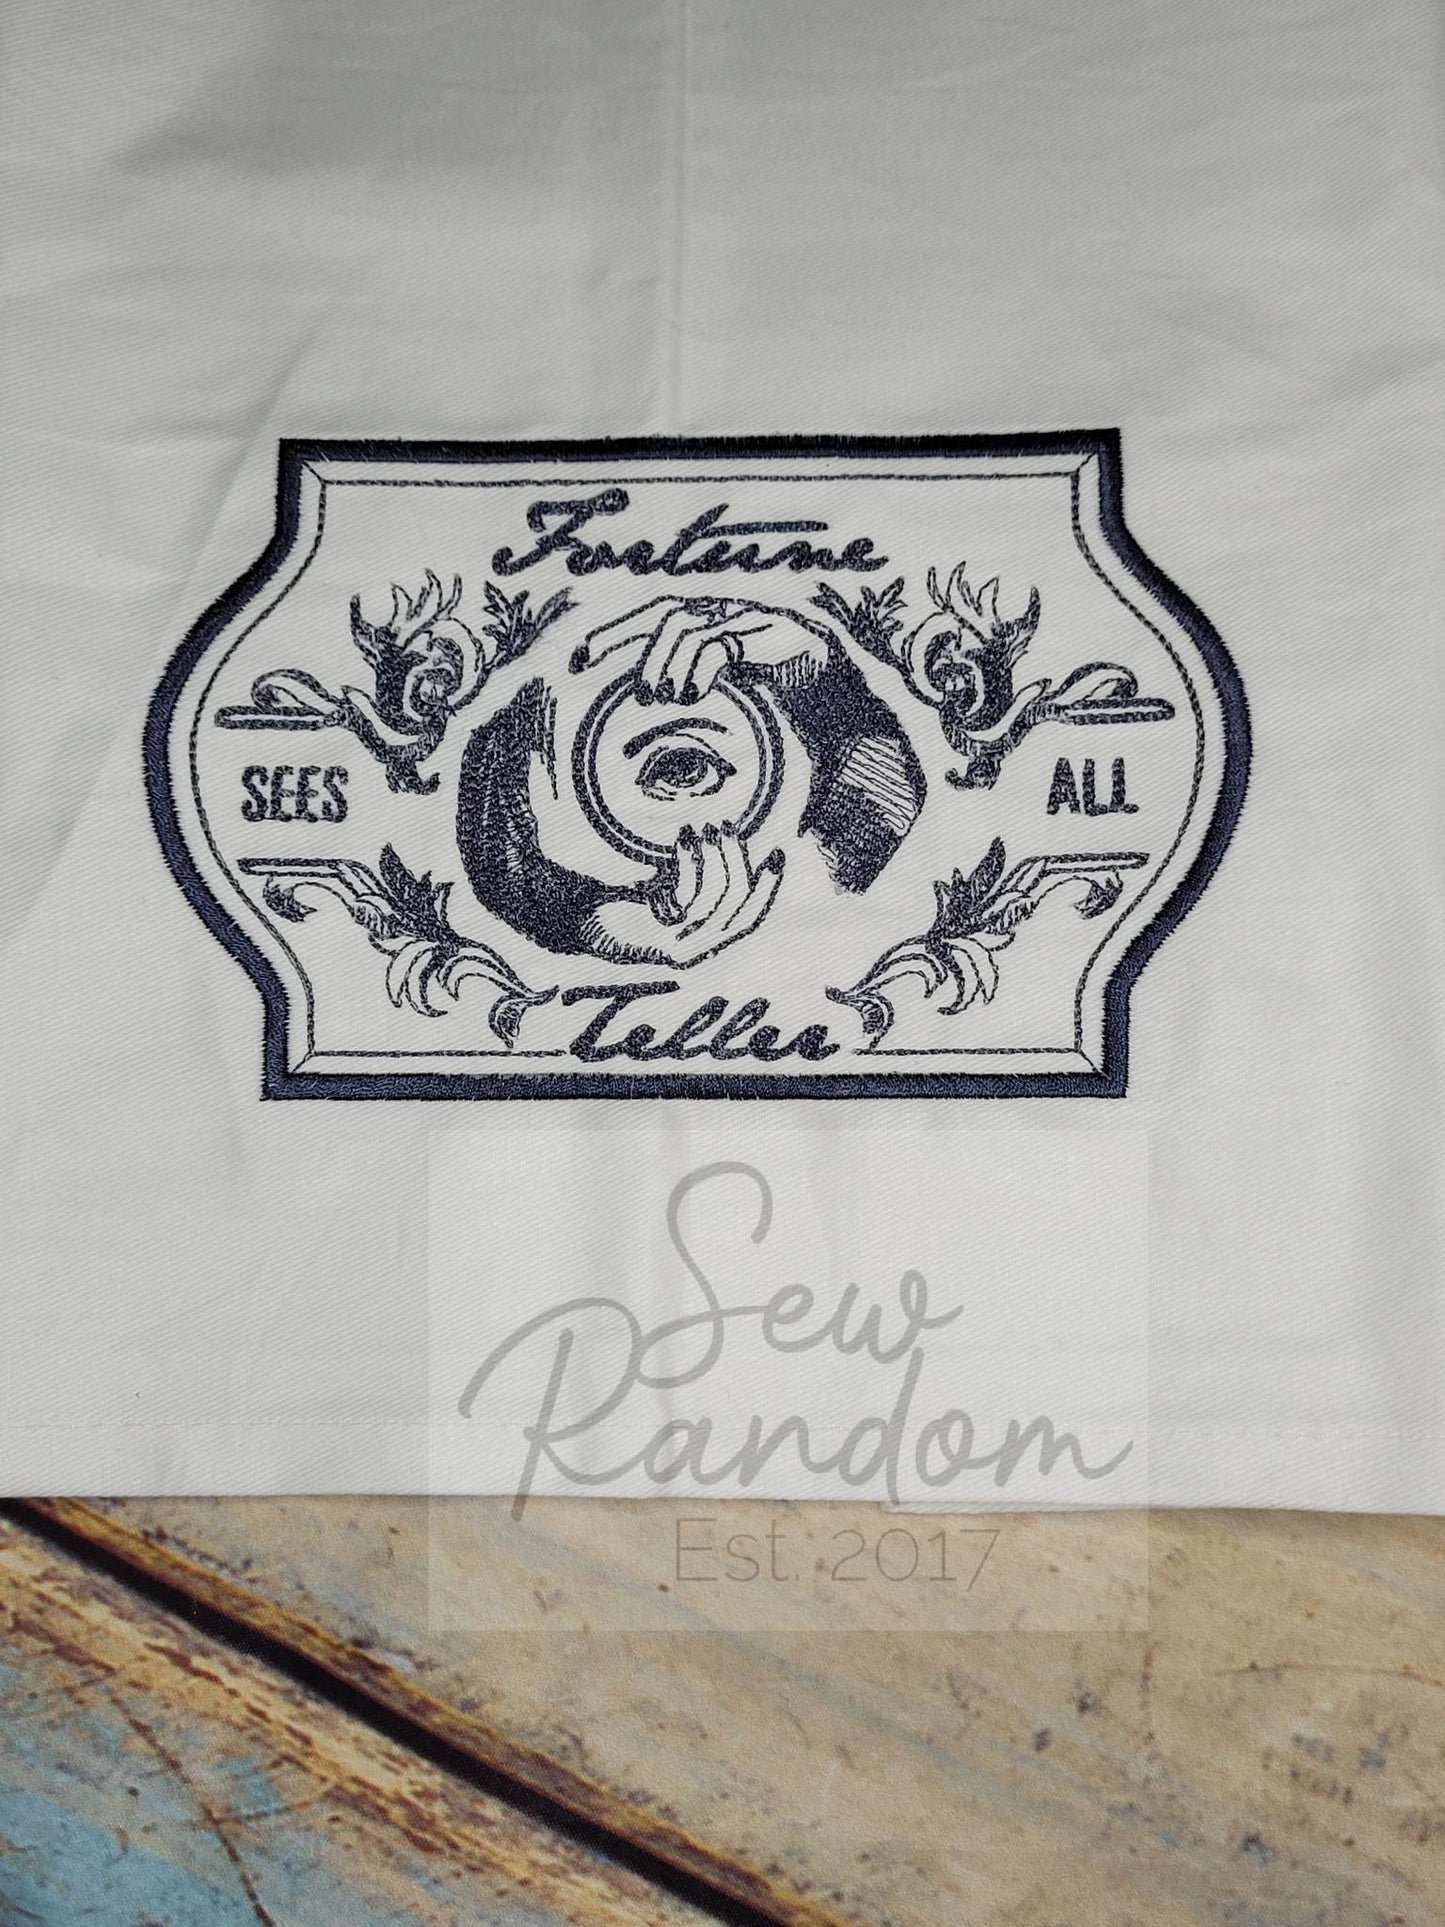 Fortune
SEES ALL
Teller
Sew
Random
Est. 2017